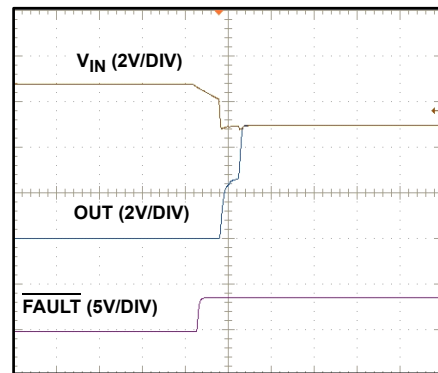 V_IN (2V/DIV)
OUT (2V/DIV)
FAULT (5V/DIV)